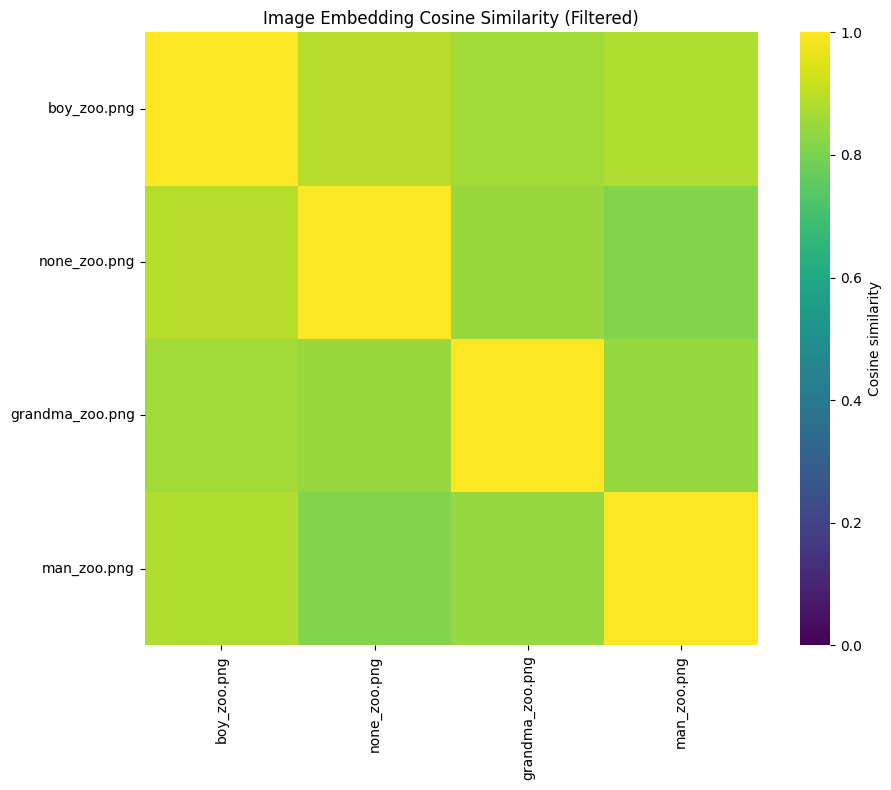 Image Embedding Cosine Similarity (Filtered)
boy_zoo.png
none_zoo.png
grandma_zoo.png
man_zoo.png
boy_zoo.png
none_zoo.png
grandma_zoo.png
man_zoo.png
1.0
0.8
0.6
0.4
0.2
0.0
Cosine similarity